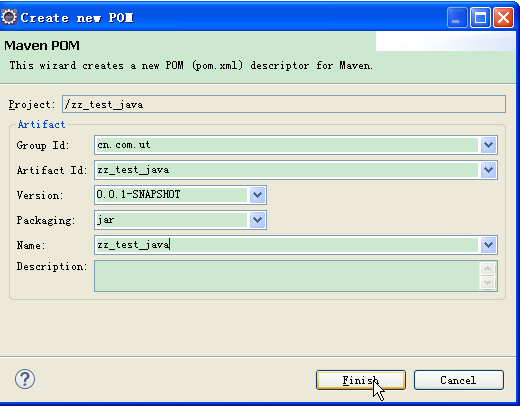 Create new POM
Maven POM
This wizard creates a new POM (pom.xml) descriptor for Maven.
Project: /zz_test_java
Artifact
Group Id: cn.com.ut
Artifact Id: zz_test_java
Version: 0.0.1-SNAPSHOT
Packaging: jar
Name: zz_test_java
Description:
Finish Cancel